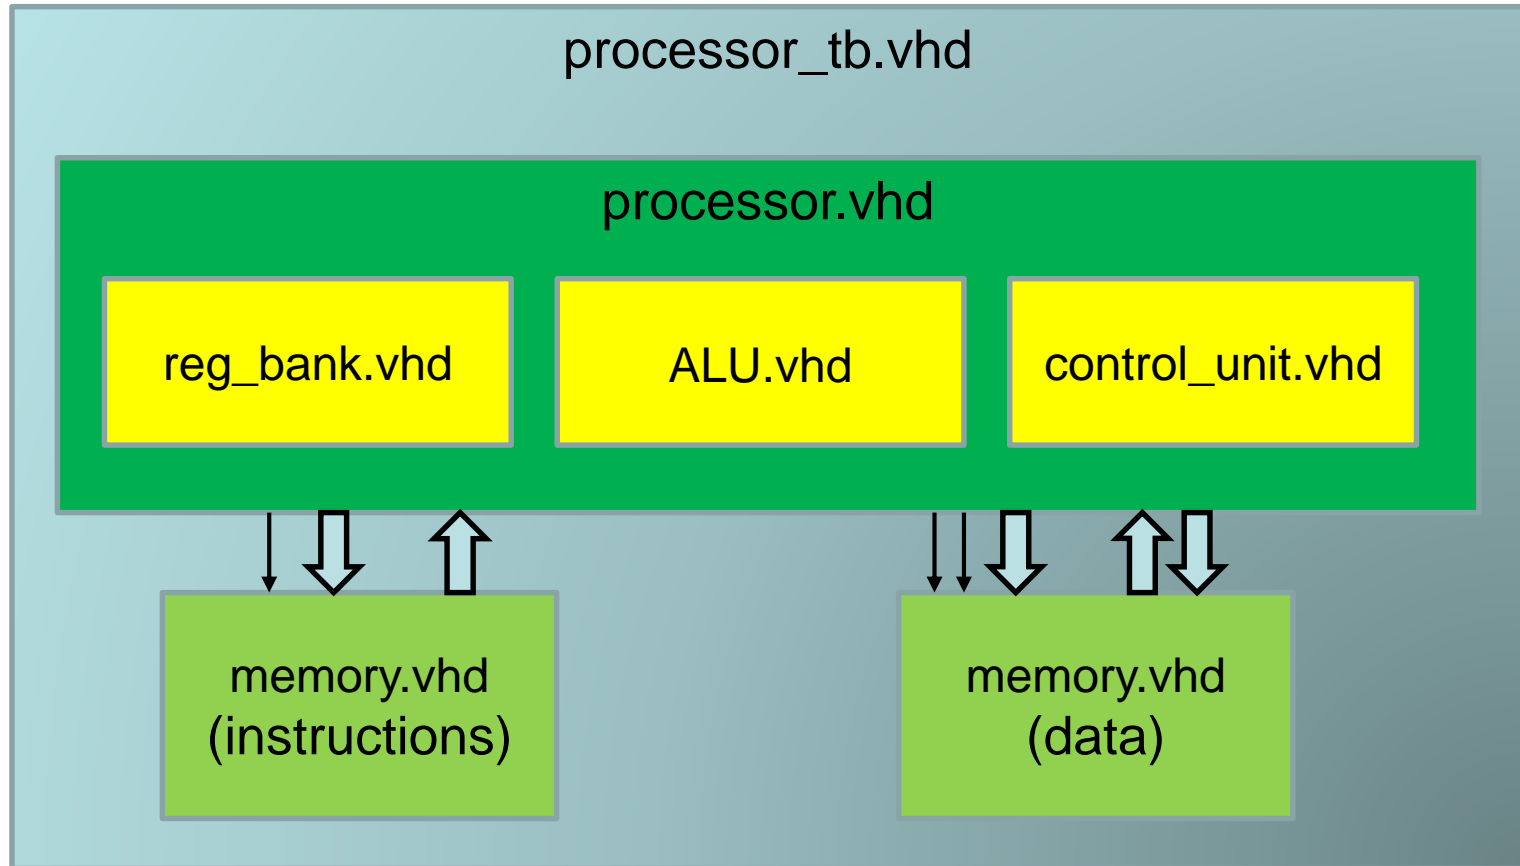 processor_tb.vhd
processor.vhd
reg_bank.vhd
ALU.vhd
control_unit.vhd
memory.vhd
(instructions)
memory.vhd
(data)